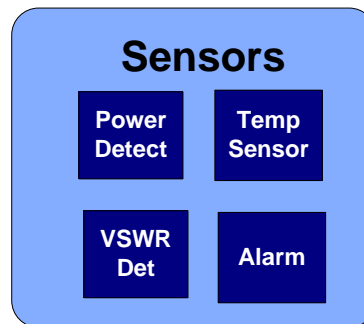 Sensors
Power
Detect
Temp
Sensor
VSWR
Det
Alarm